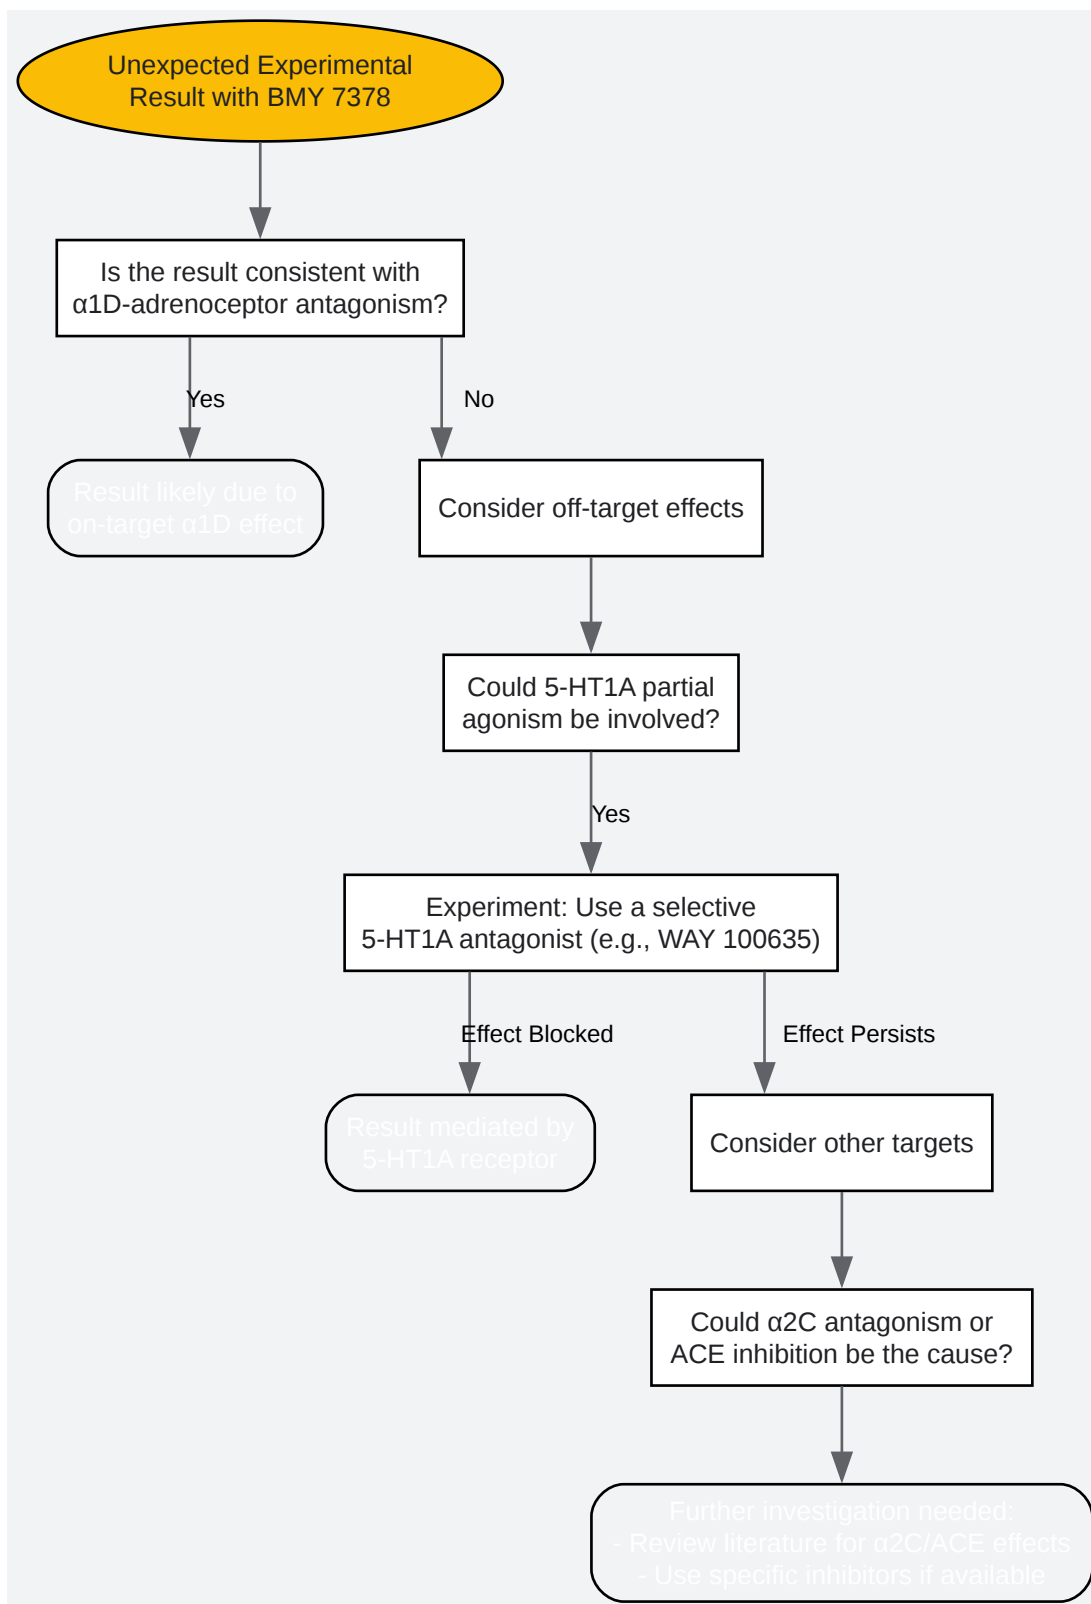 Unexpected Experimental
Result with BMY 7378
Is the result consistent with
α1D-adrenoceptor antagonism?
Yes
No
Result likely due to
on-target α1D effect
Consider off-target effects
Could 5-HT1A partial
agonism be involved?
Yes
Experiment: Use a selective
5-HT1A antagonist (e.g., WAY 100635)
Effect Blocked
Effect Persists
Result mediated by
5-HT1A receptor
Consider other targets
Could α2C antagonism or
ACE inhibition be the cause?
Further investigation needed:
- Review literature for α2C/ACE effects
- Use specific inhibitors if available